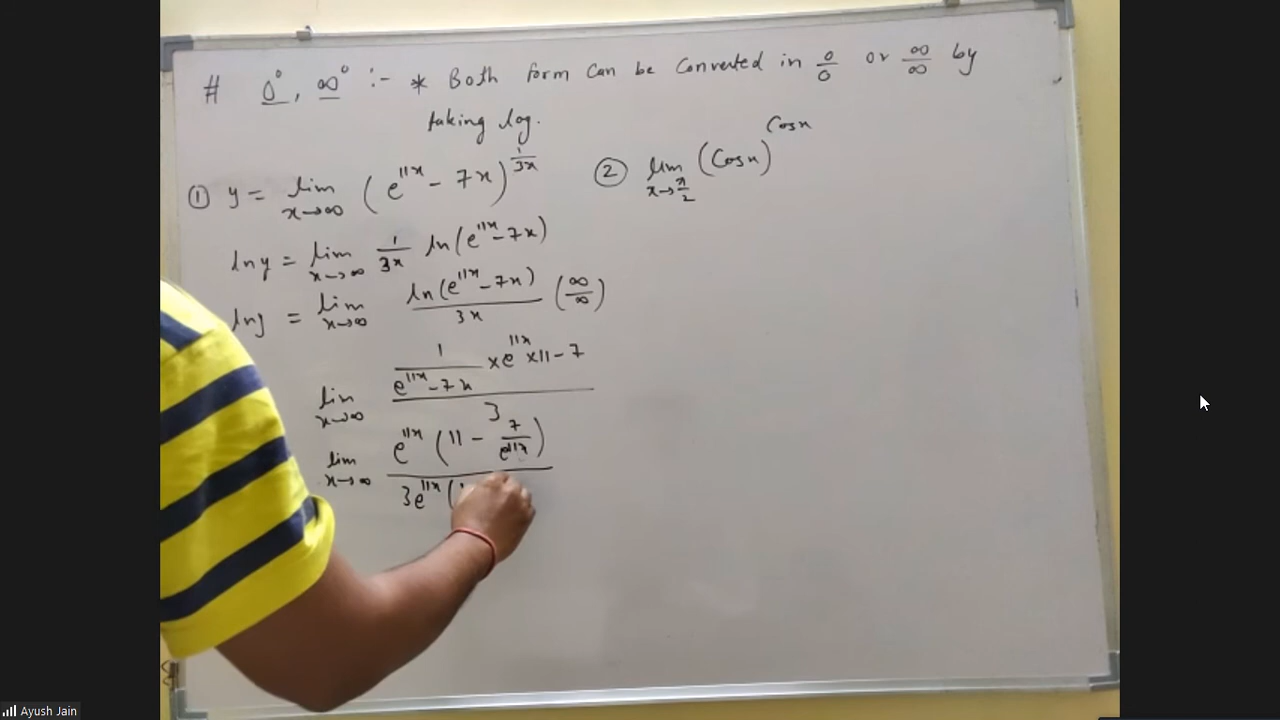 # 0⁰, ∞⁰ :- * Both form can be converted in 0/0 or ∞/∞ by
taking log.
① y = lim x→∞ (e^11x - 7x)^1/3x
ln y = lim x→∞ 1/3x ln(e^11x - 7x)
ln y = lim x→∞ ln(e^11x - 7x) / 3x (∞/∞)
lim x→∞ 1/(e^11x - 7x) × e^11x × 11 - 7 / 3
lim x→∞ e^11x (11 - 7/e^11x) / 3e^11x (
② lim x→π/2 (Cosx)^Cosx
Ayush Jain